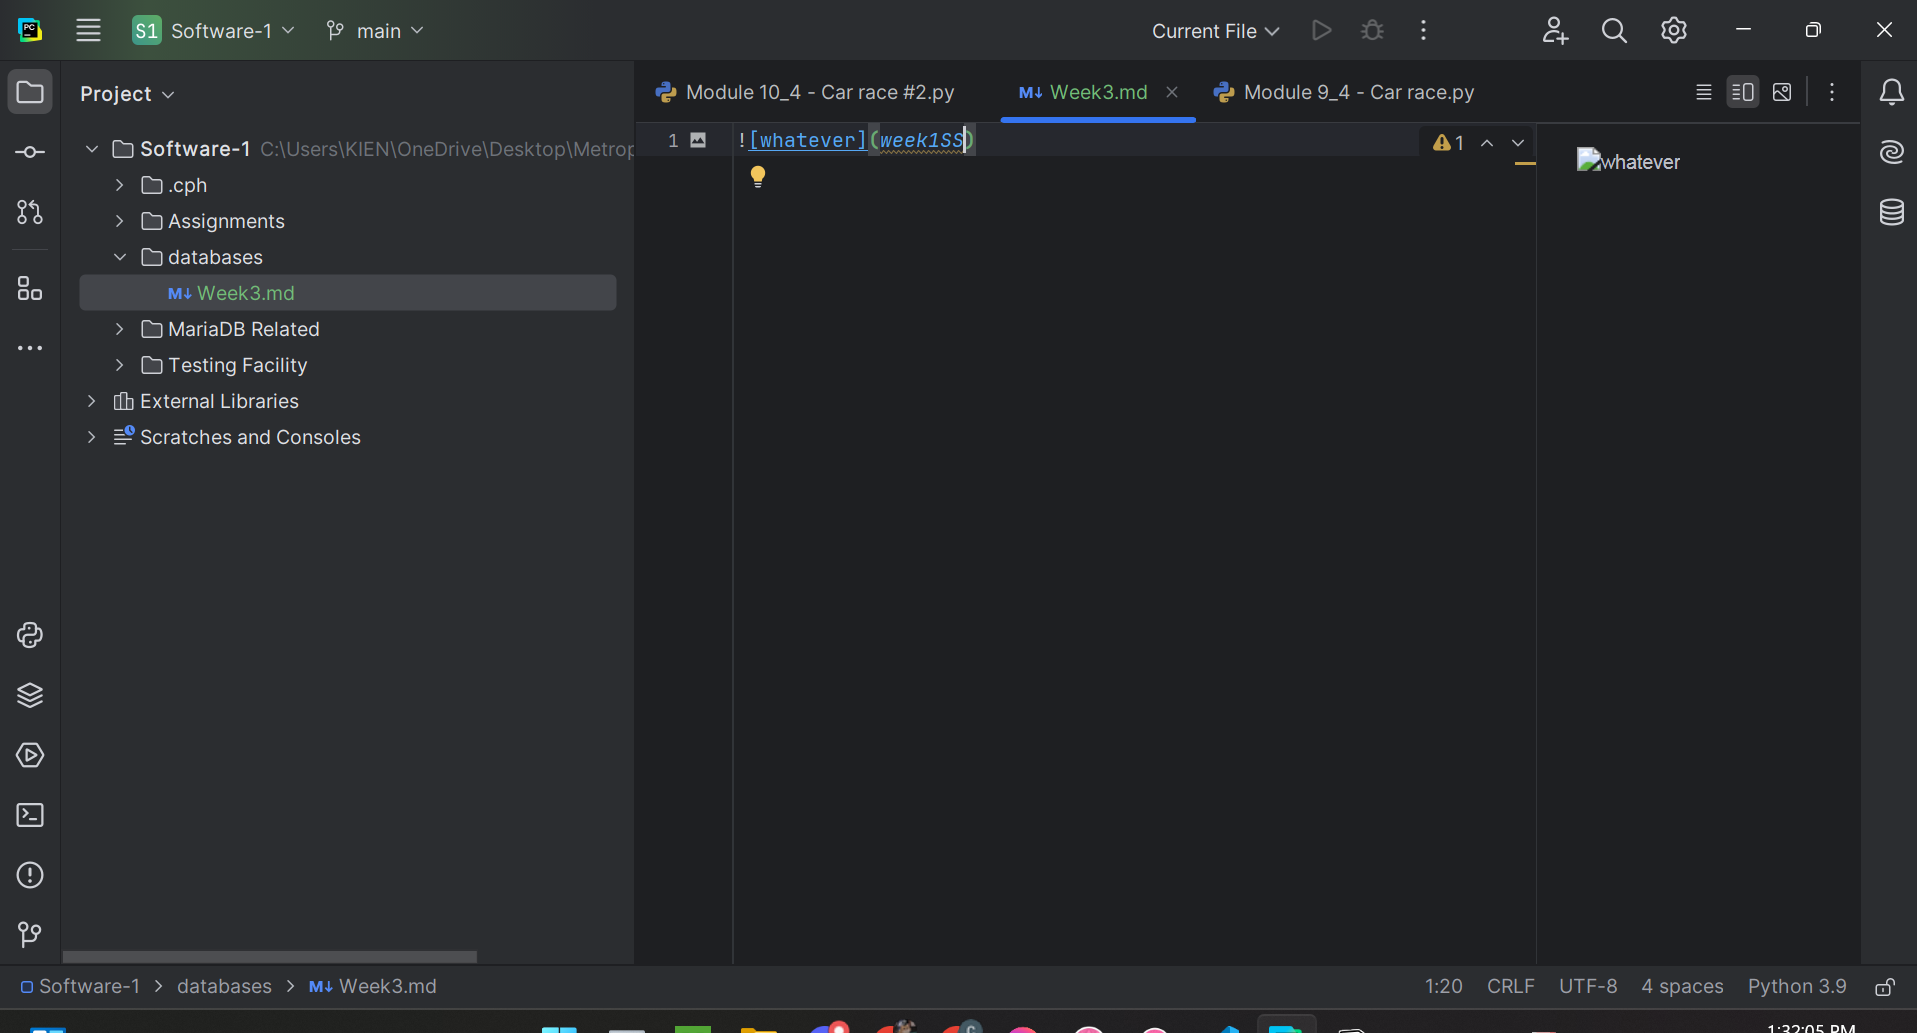 PC
S1 Software-1
main
Current File
Project
Module 10_4 - Car race #2.py
M↓ Week3.md
Module 9_4 - Car race.py
Software-1 C:\Users\KIEN\OneDrive\Desktop\Metrop
.cph
Assignments
databases
M↓ Week3.md
MariaDB Related
Testing Facility
External Libraries
Scratches and Consoles
1
![whatever](week1SS)
1
whatever
Software-1 > databases > M↓ Week3.md
1:20 CRLF UTF-8 4 spaces Python 3.9
C
1:32:05 PM